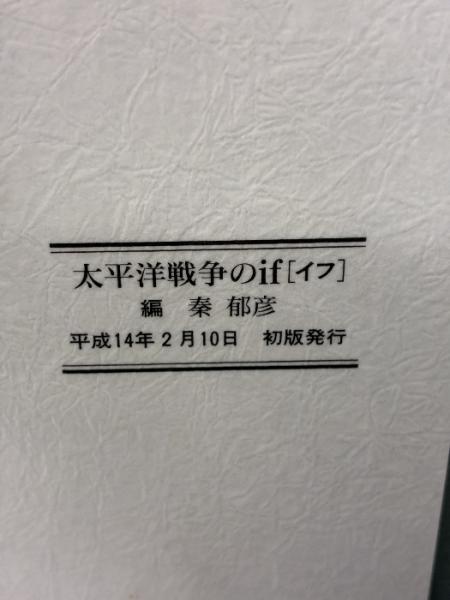 太平洋戦争のif[イフ]
編 秦 郁彦
平成14年2月10日 初版発行